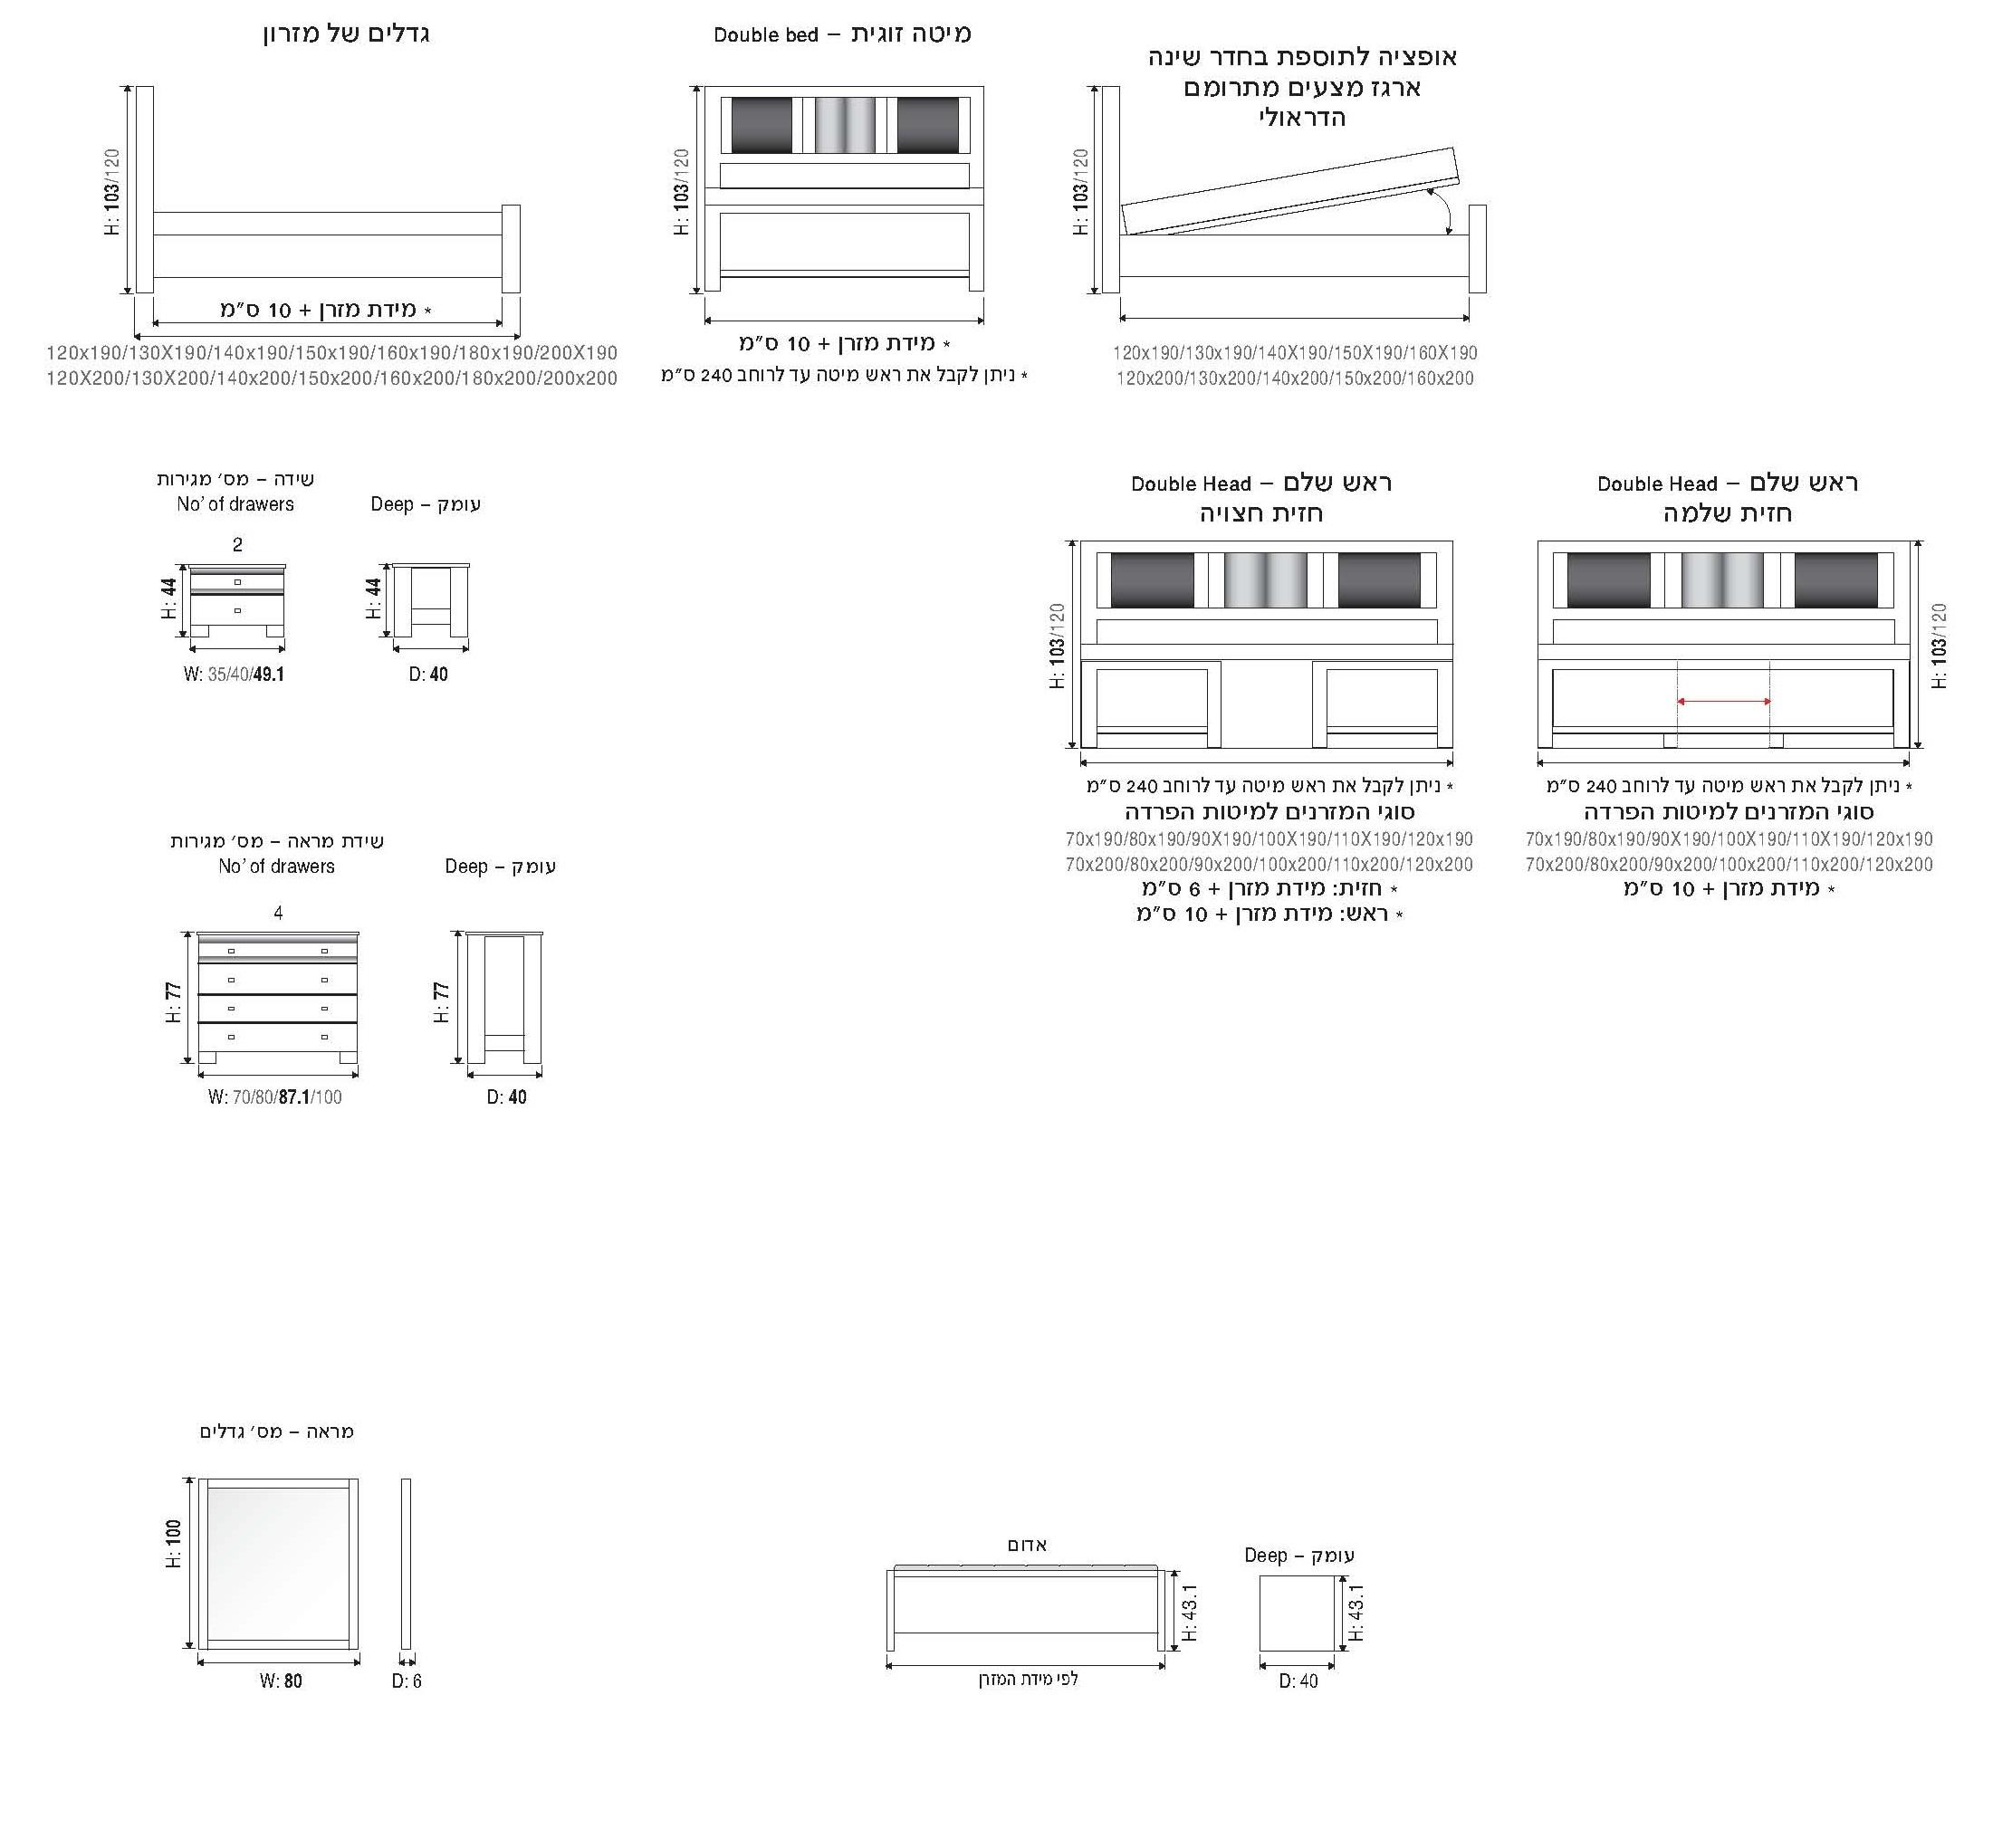 גדלים של מזרון
H: 103/120
* מידת מזרן + 10 ס״מ
120x190/130X190/140x190/150x190/160x190/180x190/200X190
120X200/130X200/140x200/150x200/160x200/180x200/200x200
מיטה זוגית – Double bed
H: 103/120
* מידת מזרן + 10 ס״מ
* ניתן לקבל את ראש מיטה עד לרוחב 240 ס״מ
אופציה לתוספת בחדר שינה
ארגז מצעים מתרומם
הדראולי
H: 103/120
120x190/130x190/140X190/150X190/160X190
120x200/130x200/140x200/150x200/160x200
שידה – מס׳ מגירות
No’ of drawers
2
H: 44
W: 35/40/49.1
עומק – Deep
H: 44
D: 40
ראש שלם – Double Head
חזית חצויה
H: 103/120
* ניתן לקבל את ראש מיטה עד לרוחב 240 ס״מ
סוגי המזרנים למיטות הפרדה
70x190/80x190/90X190/100X190/110X190/120x190
70x200/80x200/90x200/100x200/110x200/120x200
* חזית: מידת מזרן + 6 ס״מ
* ראש: מידת מזרן + 10 ס״מ
ראש שלם – Double Head
חזית שלמה
H: 103/120
* ניתן לקבל את ראש מיטה עד לרוחב 240 ס״מ
סוגי המזרנים למיטות הפרדה
70x190/80x190/90X190/100X190/110X190/120x190
70x200/80x200/90x200/100x200/110x200/120x200
* מידת מזרן + 10 ס״מ
שידת מראה – מס׳ מגירות
No’ of drawers
4
H: 77
W: 70/80/87.1/100
עומק – Deep
H: 77
D: 40
מראה – מס׳ גדלים
H: 100
W: 80
D: 6
אדום
H: 43.1
לפי מידת המזרן
עומק – Deep
H: 43.1
D: 40